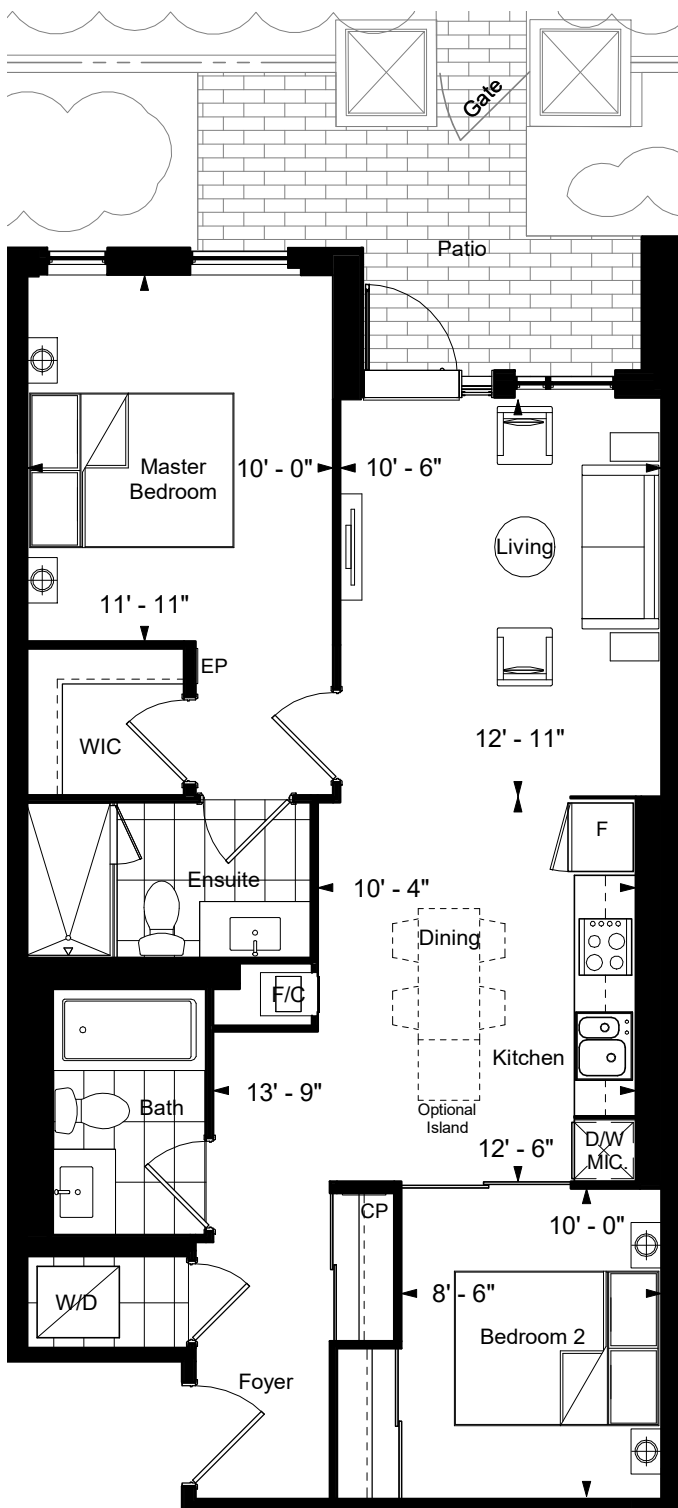 Gate
Patio
Master
Bedroom
10' - 0"
10' - 6"
Living
11' - 11"
EP
WIC
12' - 11"
F
Ensuite
10' - 4"
Dining
F/C
Kitchen
13' - 9"
Bath
Optional
Island
D/W
MIC.
12' - 6"
CP
10' - 0"
W/D
8' - 6"
Bedroom 2
Foyer